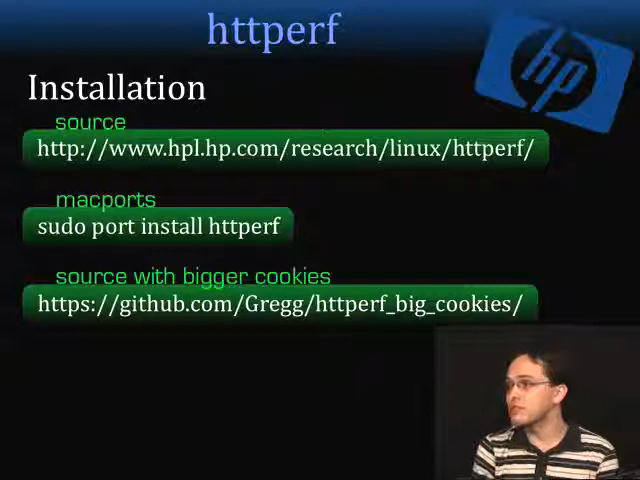 httperf
hp
Installation
source
http://www.hpl.hp.com/research/linux/httperf/
macports
sudo port install httperf
source with bigger cookies
https://github.com/Gregg/httperf_big_cookies/